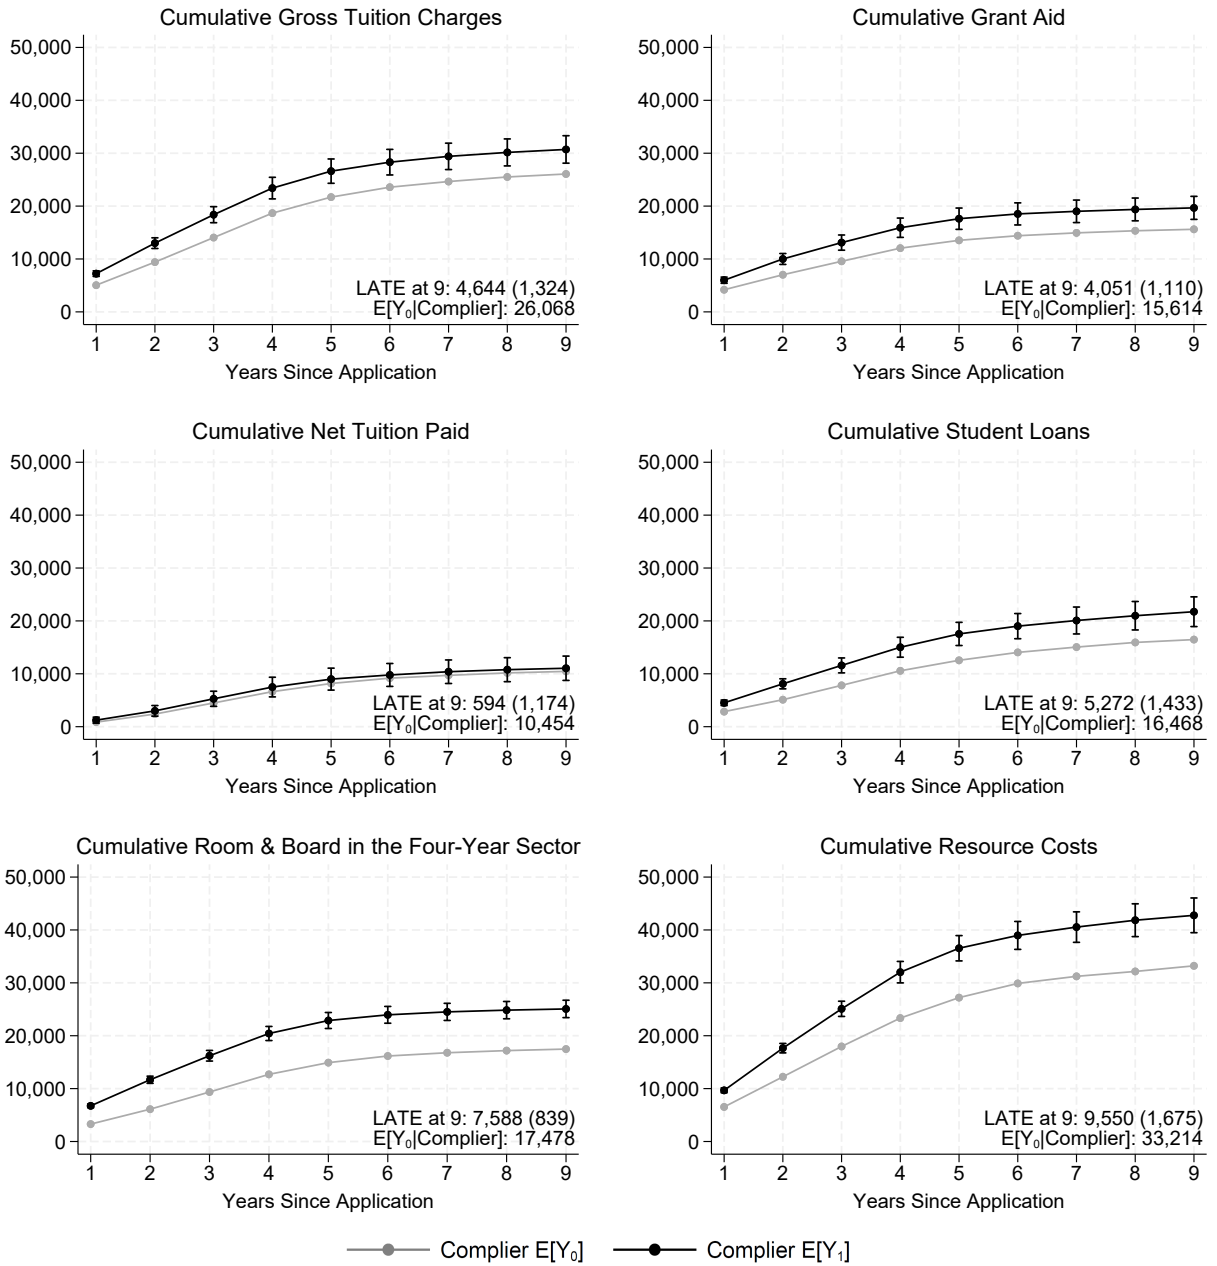 Cumulative Gross Tuition Charges
50,000
40,000
30,000
20,000
10,000
0
LATE at 9: 4,644 (1,324)
E[Y₀|Complier]: 26,068
1 2 3 4 5 6 7 8 9
Years Since Application
Cumulative Grant Aid
50,000
40,000
30,000
20,000
10,000
0
LATE at 9: 4,051 (1,110)
E[Y₀|Complier]: 15,614
1 2 3 4 5 6 7 8 9
Years Since Application
Cumulative Net Tuition Paid
50,000
40,000
30,000
20,000
10,000
0
LATE at 9: 594 (1,174)
E[Y₀|Complier]: 10,454
1 2 3 4 5 6 7 8 9
Years Since Application
Cumulative Student Loans
50,000
40,000
30,000
20,000
10,000
0
LATE at 9: 5,272 (1,433)
E[Y₀|Complier]: 16,468
1 2 3 4 5 6 7 8 9
Years Since Application
Cumulative Room & Board in the Four-Year Sector
50,000
40,000
30,000
20,000
10,000
0
LATE at 9: 7,588 (839)
E[Y₀|Complier]: 17,478
1 2 3 4 5 6 7 8 9
Years Since Application
Cumulative Resource Costs
50,000
40,000
30,000
20,000
10,000
0
LATE at 9: 9,550 (1,675)
E[Y₀|Complier]: 33,214
1 2 3 4 5 6 7 8 9
Years Since Application
Complier E[Y₀] Complier E[Y₁]